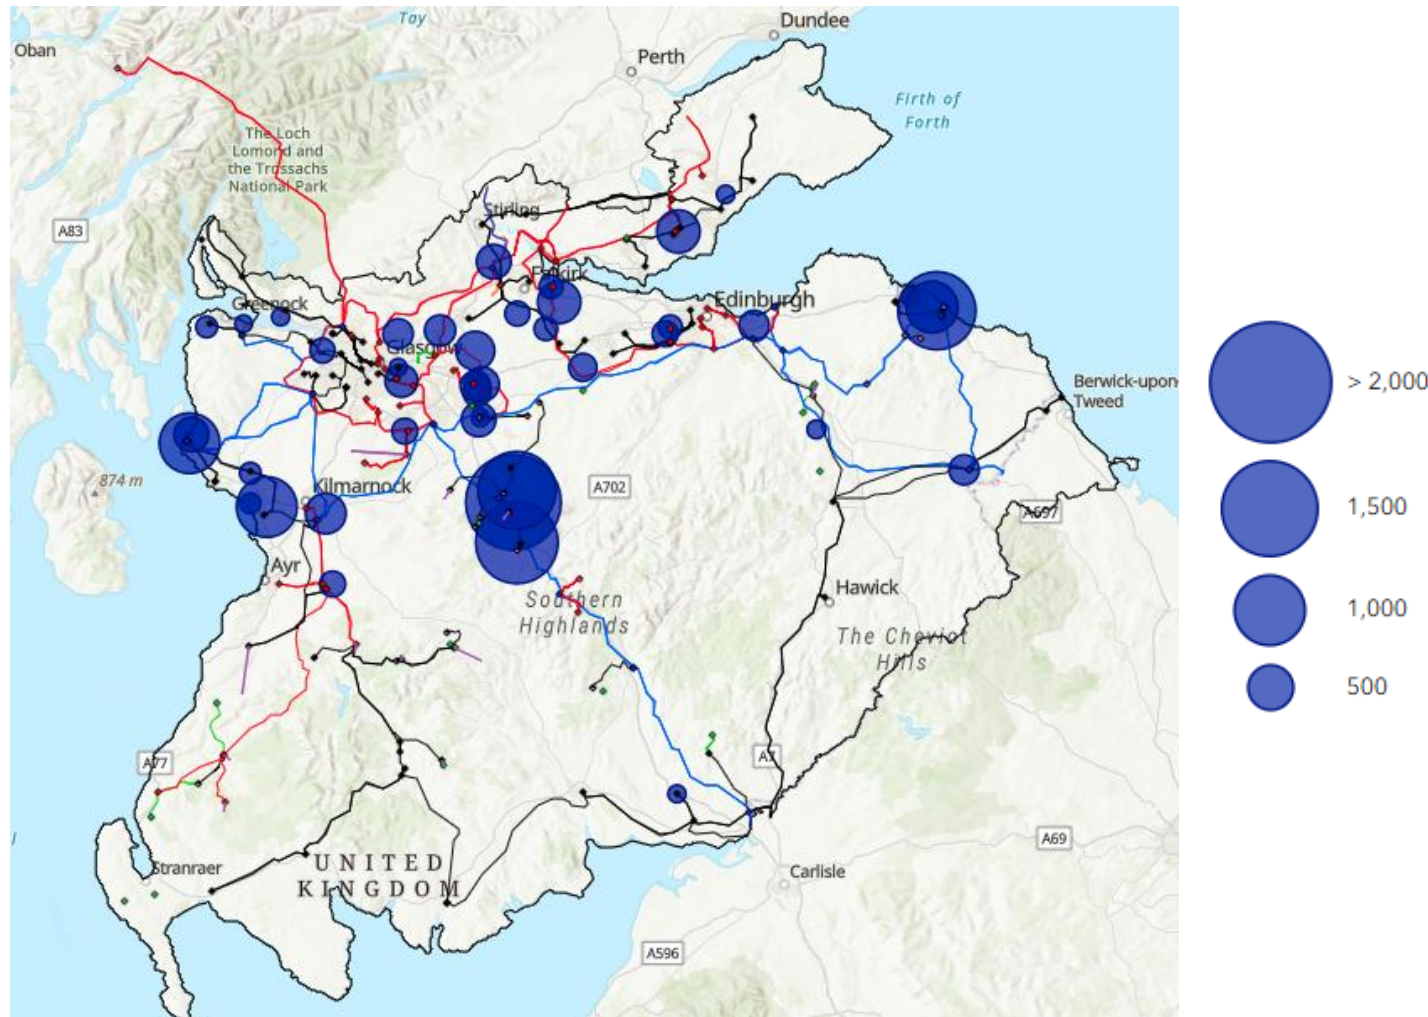 Tay
Dundee
Oban
Perth
Firth of
Forth
The Loch
Lomond and
the Trossachs
National Park
A83
Stirling
Falkirk
Greenock
Edinburgh
Glasgow
Berwick-upon-
Tweed
874 m
Kilmarnock
A702
A697
Ayr
Hawick
Southern
Highlands
The Cheviot
Hills
A77
A7
A69
Stranraer
UNITED
KINGDOM
Carlisle
A596
> 2,000
1,500
1,000
500